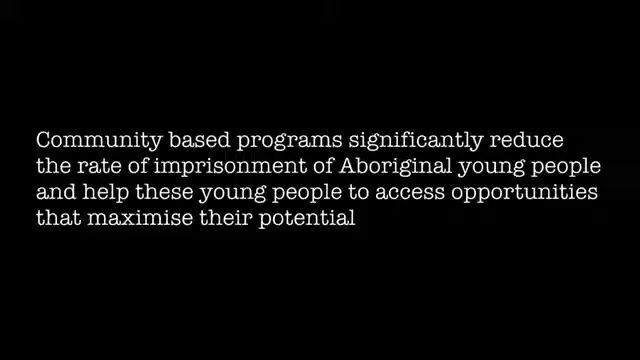 Community based programs significantly reduce
the rate of imprisonment of Aboriginal young people
and help these young people to access opportunities
that maximise their potential